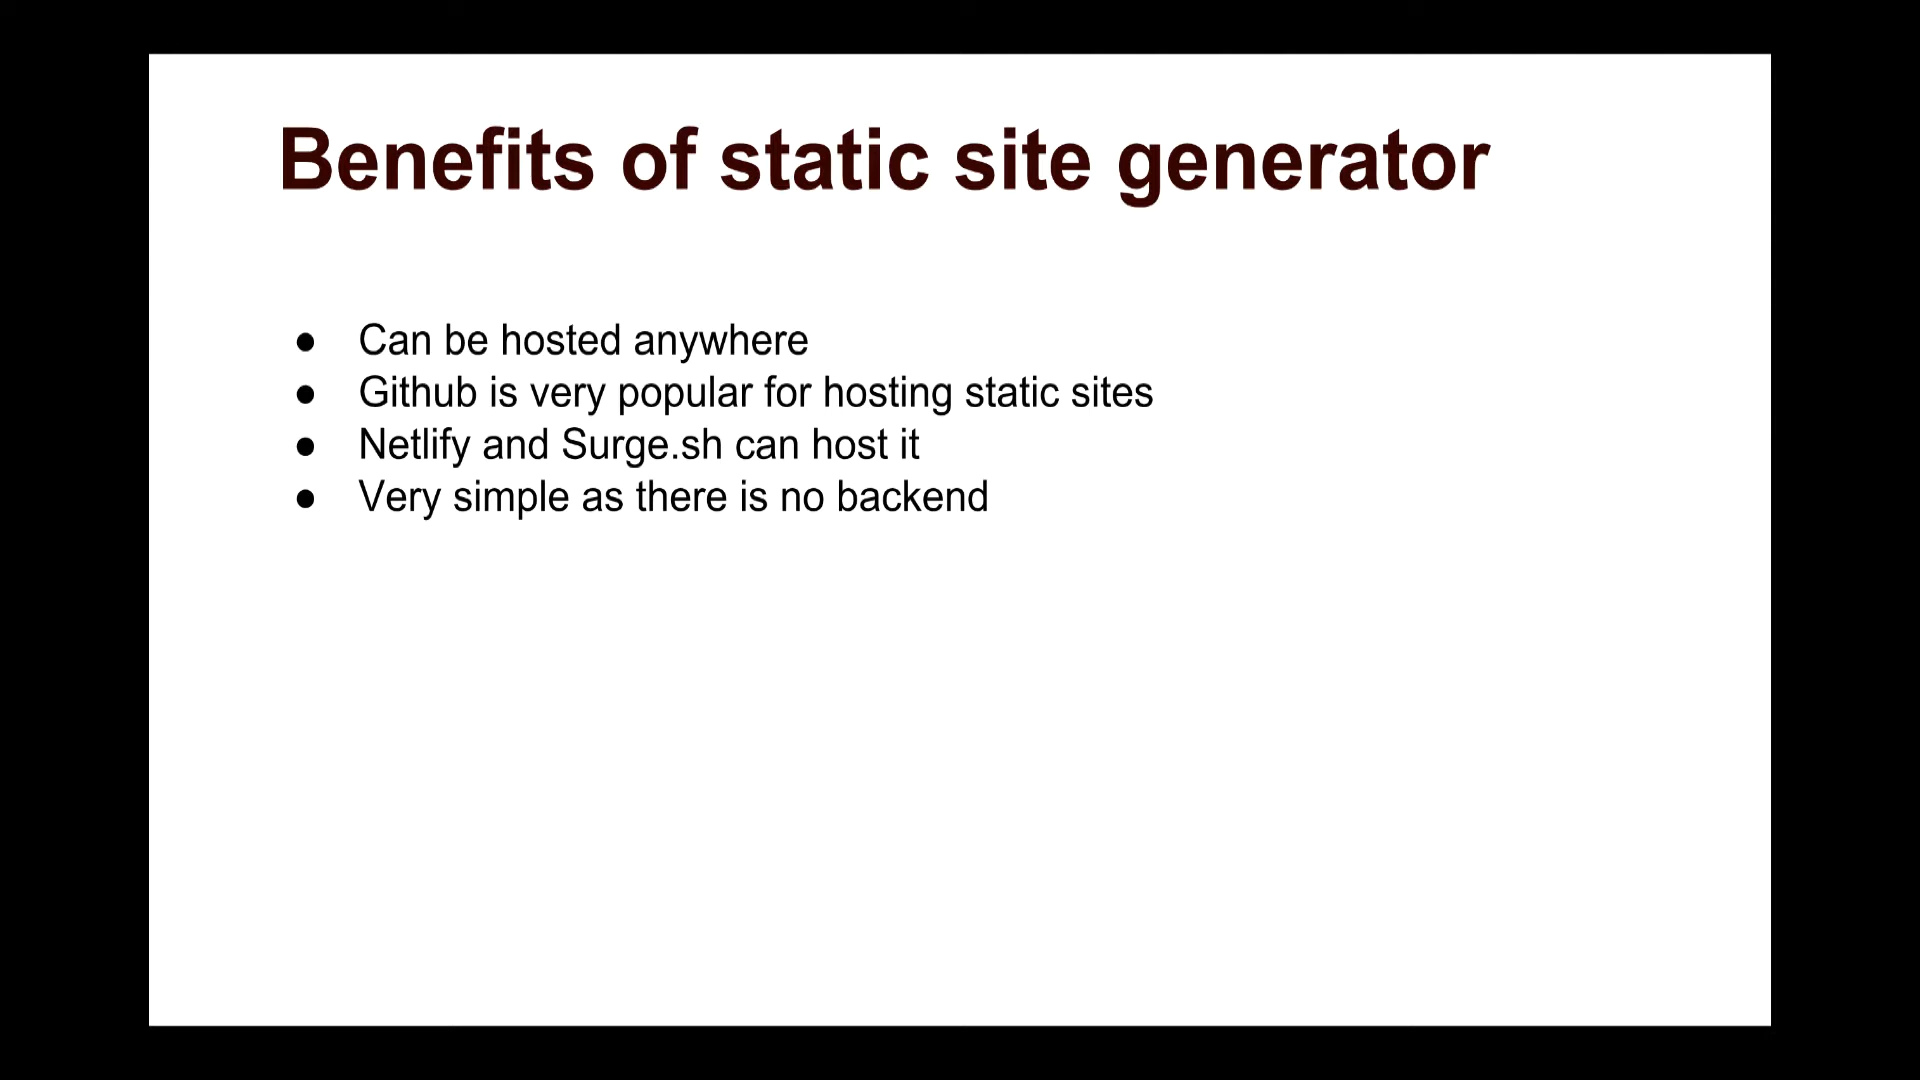 Benefits of static site generator
● Can be hosted anywhere
● Github is very popular for hosting static sites
● Netlify and Surge.sh can host it
● Very simple as there is no backend